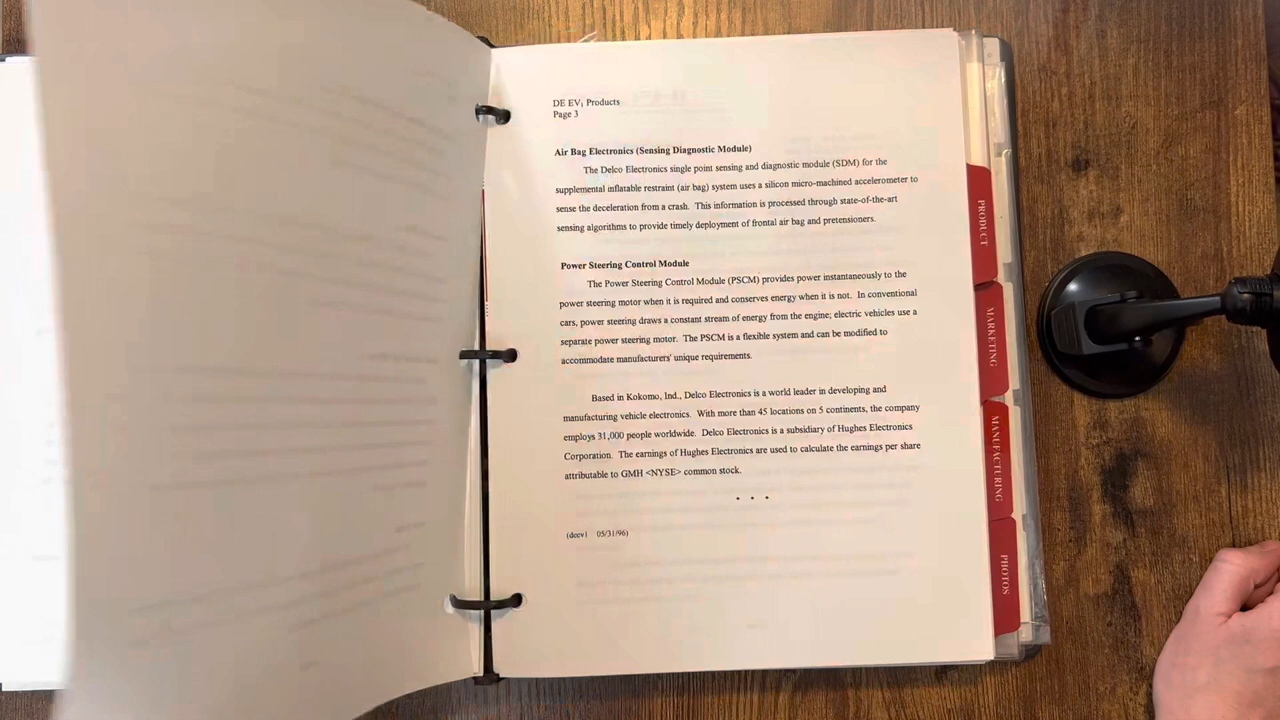 DE EV1 Products
Page 3
Air Bag Electronics (Sensing Diagnostic Module)
The Delco Electronics single point sensing and diagnostic module (SDM) for the
supplemental inflatable restraint (air bag) system uses a silicon micro-machined accelerometer to
sense the deceleration from a crash. This information is processed through state-of-the-art
sensing algorithms to provide timely deployment of frontal air bag and pretensioners.
Power Steering Control Module
The Power Steering Control Module (PSCM) provides power instantaneously to the
power steering motor when it is required and conserves energy when it is not. In conventional
cars, power steering draws a constant stream of energy from the engine; electric vehicles use a
separate power steering motor. The PSCM is a flexible system and can be modified to
accommodate manufacturers' unique requirements.
Based in Kokomo, Ind., Delco Electronics is a world leader in developing and
manufacturing vehicle electronics. With more than 45 locations on 5 continents, the company
employs 31,000 people worldwide. Delco Electronics is a subsidiary of Hughes Electronics
Corporation. The earnings of Hughes Electronics are used to calculate the earnings per share
attributable to GMH <NYSE> common stock.
• • •
(deev1 05/31/96)
PRODUCT
MARKETING
MANUFACTURING
PHOTOS